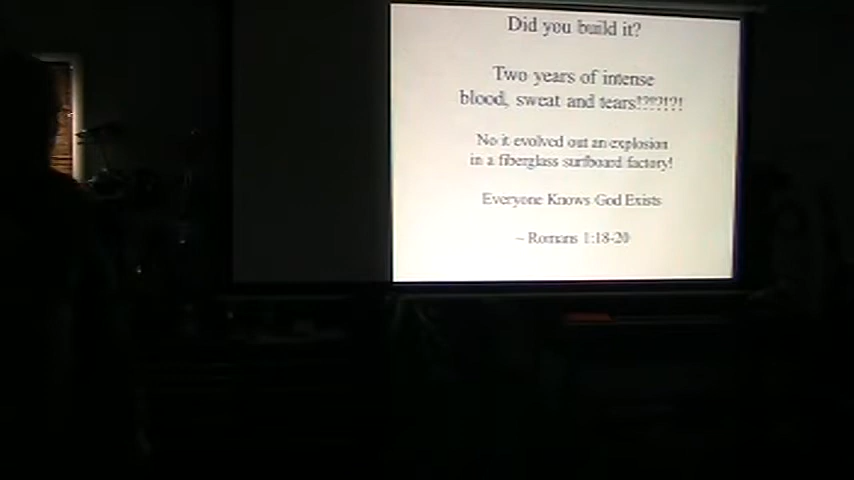 Did you build it?
Two years of intense
blood, sweat and tears!?!!?!?!
No it evolved out an explosion
in a fiberglass surfboard factory!
Everyone Knows God Exists
~ Romans 1:18-20